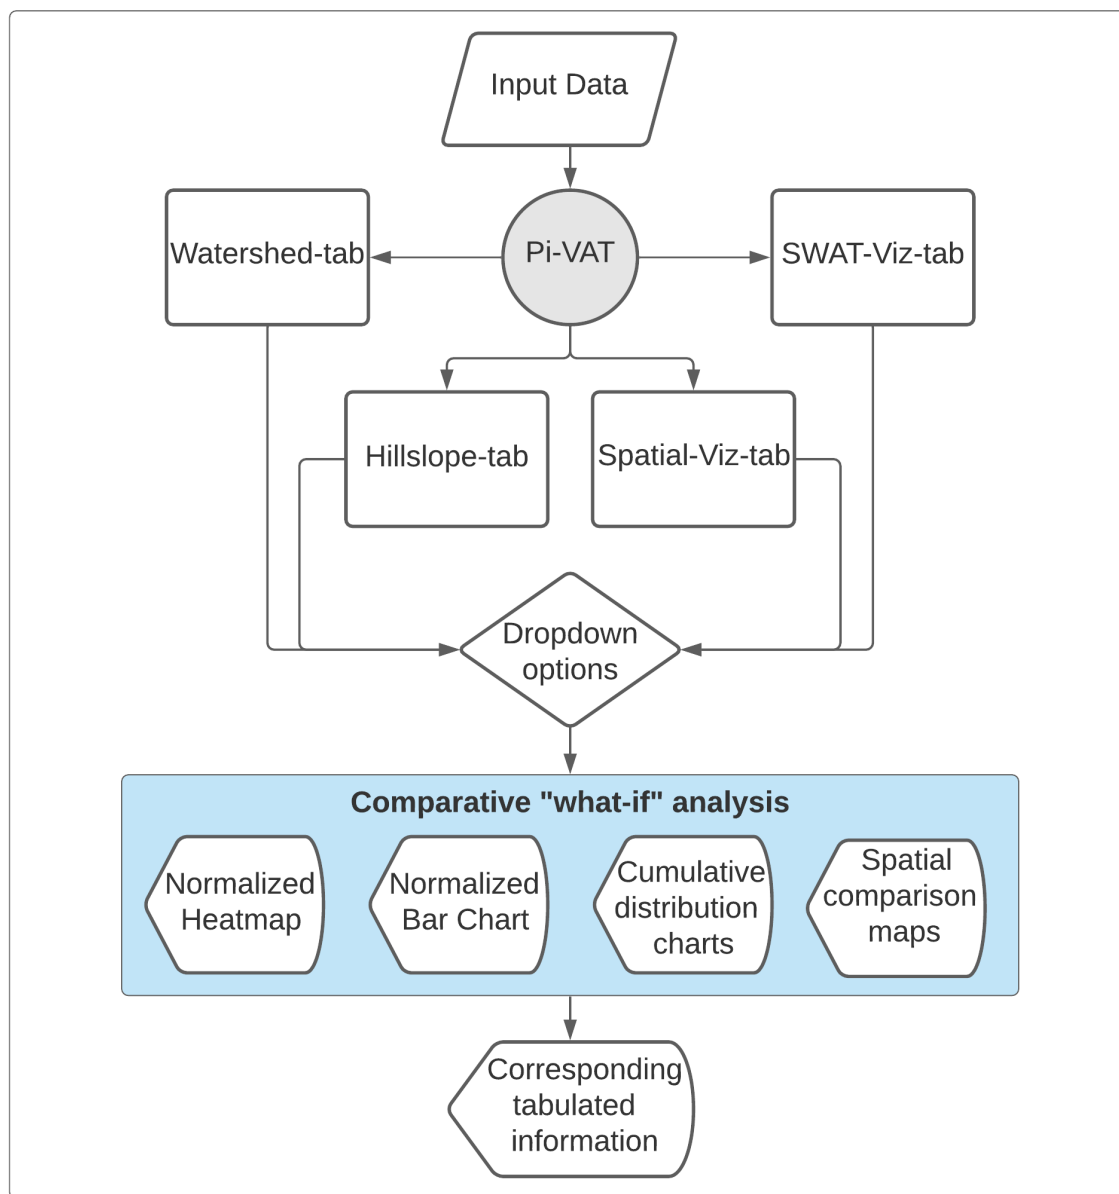 Input Data
Pi-VAT
Watershed-tab
SWAT-Viz-tab
Hillslope-tab
Spatial-Viz-tab
Dropdown
options
Comparative "what-if" analysis
Normalized
Heatmap
Normalized
Bar Chart
Cumulative
distribution
charts
Spatial
comparison
maps
Corresponding
tabulated
information